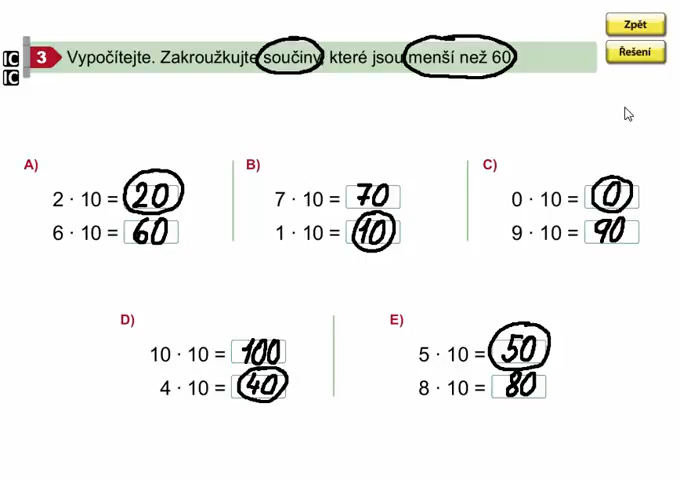 Zpět
Řešení
IC
IC
3 Vypočítejte. Zakroužkujte součiny, které jsou menší než 60.
A)
2 · 10 = 20
6 · 10 = 60
B)
7 · 10 = 70
1 · 10 = 10
C)
0 · 10 = 0
9 · 10 = 90
D)
10 · 10 = 100
4 · 10 = 40
E)
5 · 10 = 50
8 · 10 = 80